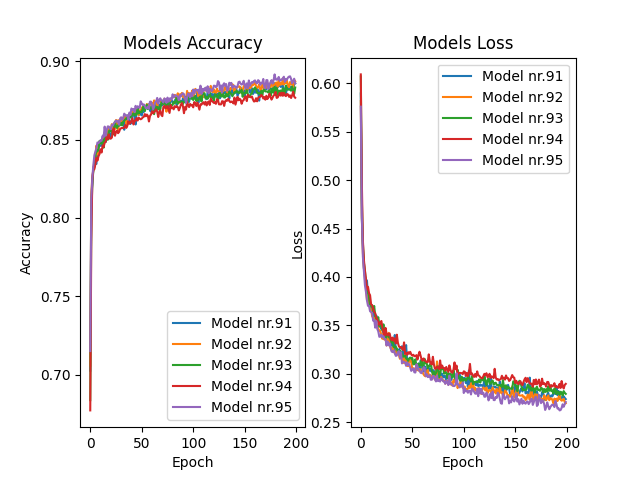 Models Accuracy
0.90
0.85
0.80
0.75
0.70
Accuracy
0
50
100
150
200
Epoch
Model nr.91
Model nr.92
Model nr.93
Model nr.94
Model nr.95
Models Loss
0.60
0.55
0.50
0.45
0.40
0.35
0.30
0.25
Loss
0
50
100
150
200
Epoch
Model nr.91
Model nr.92
Model nr.93
Model nr.94
Model nr.95